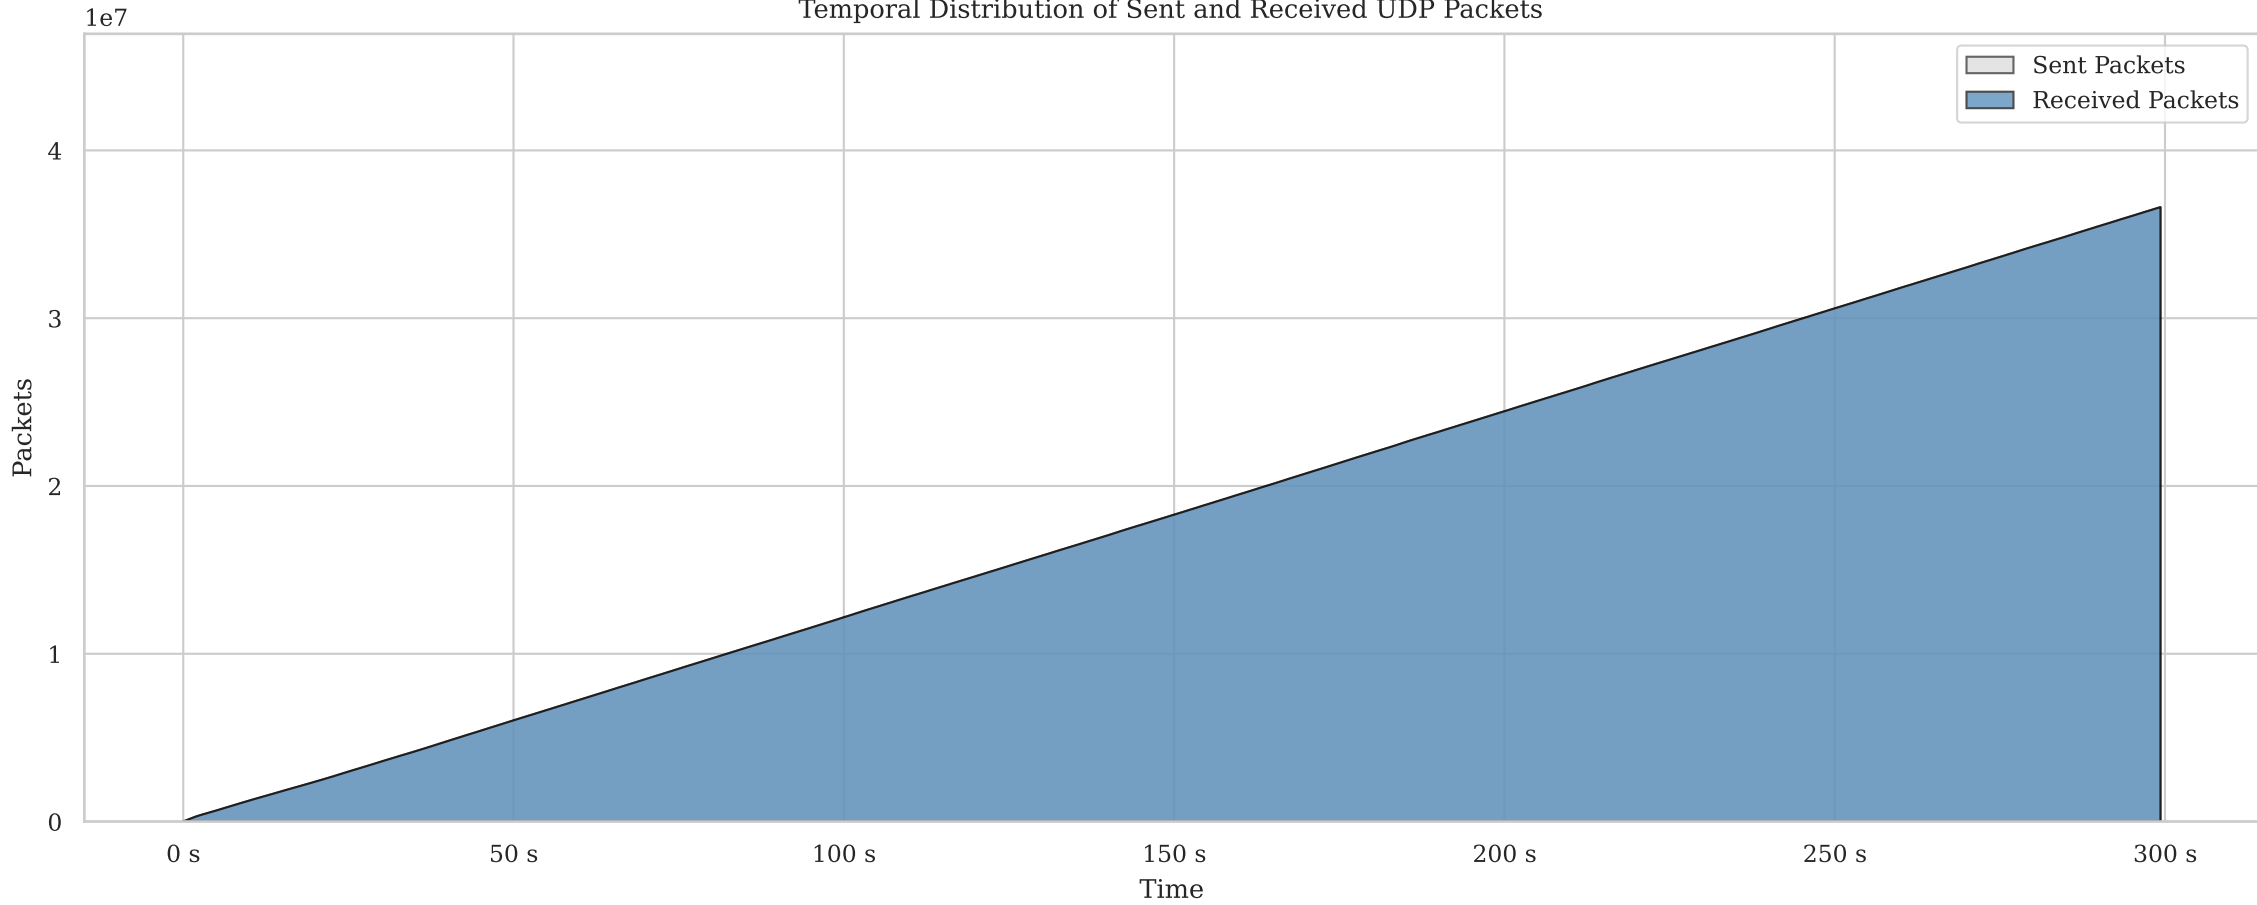 Temporal Distribution of Sent and Received UDP Packets
1e7
Sent Packets
Received Packets
4
3
2
1
0
Packets
0 s
50 s
100 s
150 s
200 s
250 s
300 s
Time